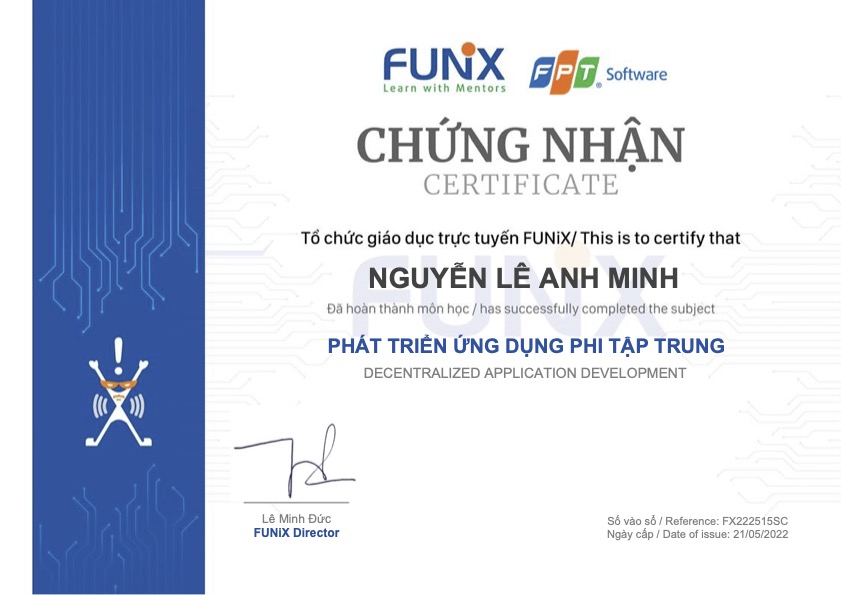 FUNiX
Learn with Mentors
FPT® Software
CHỨNG NHẬN
CERTIFICATE
Tổ chức giáo dục trực tuyến FUNiX/ This is to certify that
NGUYỄN LÊ ANH MINH
Đã hoàn thành môn học / has successfully completed the subject
PHÁT TRIỂN ỨNG DỤNG PHI TẬP TRUNG
DECENTRALIZED APPLICATION DEVELOPMENT
Lê Minh Đức
FUNiX Director
Số vào sổ / Reference: FX222515SC
Ngày cấp / Date of issue: 21/05/2022